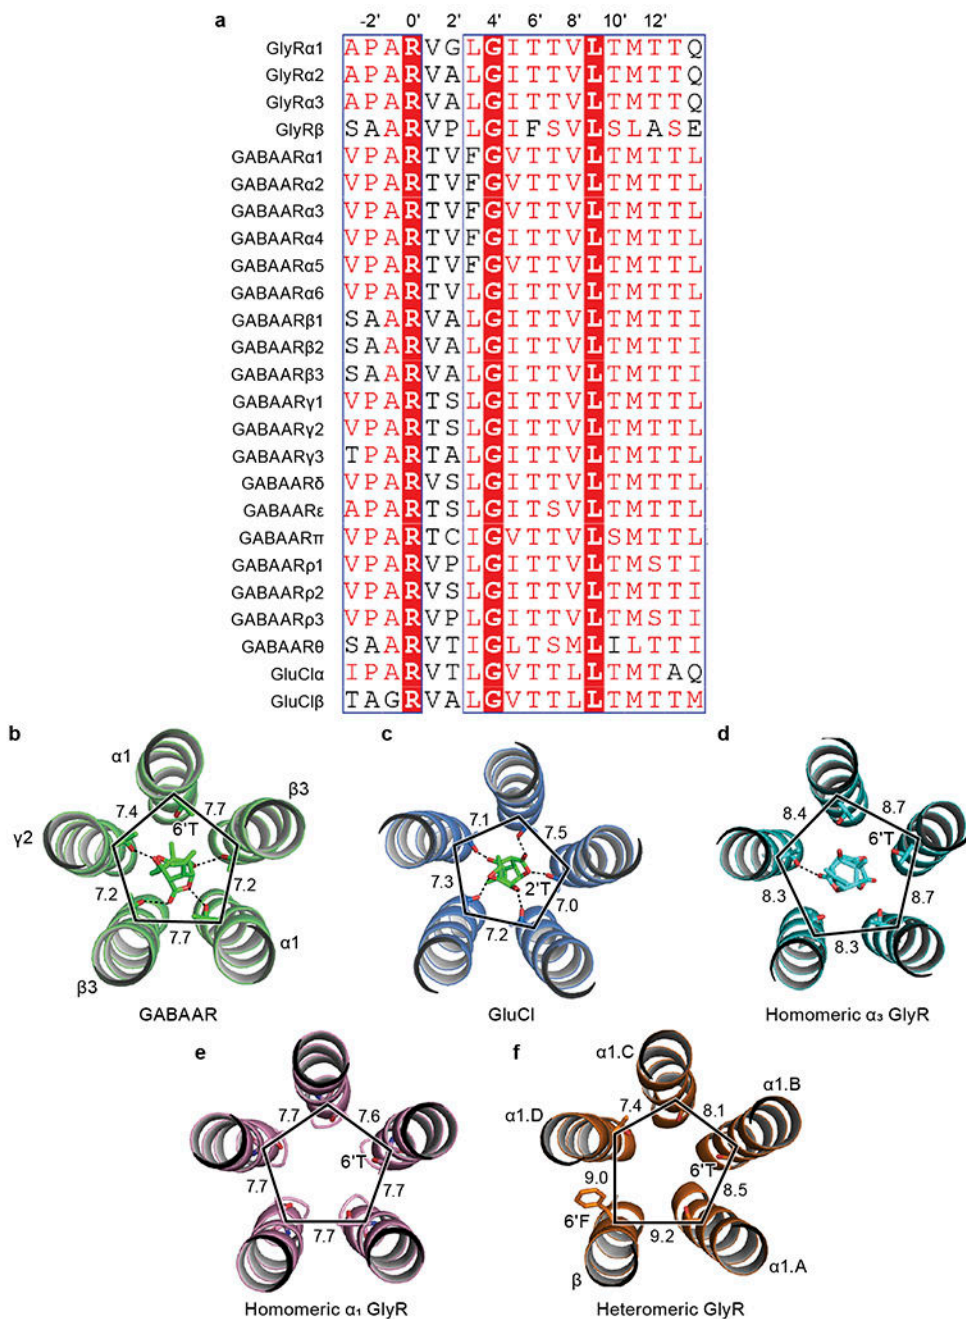 a
-2' 0' 2' 4' 6' 10' 12'
GlyRα1 APARVGLGITTVLTMTTQ
GlyRα2 APARVALGITTVLTMTTQ
GlyRα3 APARVALGITTVLTMTTQ
GlyRβ SAARVPLGIFSVLSLASE
GABAARα1 VPARTVFGVTTVLTMTTL
GABAARα2 VPARTVFGVTTVLTMTTL
GABAARα3 VPARTVFGVTTVLTMTTL
GABAARα4 VPARTVFGITTVLTMTTL
GABAARα5 VPARTVFGVTTVLTMTTL
GABAARα6 VPARTVLGITTVLTMTTL
GABAARβ1 SAARVALGITTVLTMTTI
GABAARβ2 SAARVALGITTVLTMTTI
GABAARβ3 SAARVALGITTVLTMTTI
GABAARγ1 VPARTSLGITTVLTMTTL
GABAARγ2 VPARTSLGITTVLTMTTL
GABAARγ3 TPARTALGITTVLTMTTL
GABAARδ VPARVSLGITTVLTMTTL
GABAARε APARTSLGITSVLTMTTL
GABAARπ VPARTCIGVTTVLSMTTL
GABAARρ1 VPARVPLGITTVLTMSTI
GABAARρ2 VPARVSLGITTVLTMTTI
GABAARρ3 VPARVPLGITTVLTMSTI
GABAARθ SAARVTIGLTSMLILTTI
GluClα IPARVTLGVTTLLTMTAQ
GluClβ TAGRVALGVTTLLTMTTM
b
α1
β3
γ2
7.4 7.7
6'T
7.2 7.2
7.7
β3
α1
GABAAR
c
7.1 7.5
7.3
2'T
7.0
7.2
GluCl
d
8.4 8.7
6'T
8.3 8.7
8.3
Homomeric α₃ GlyR
e
7.7 7.6
6'T
7.7 7.7
7.7
Homomeric α₁ GlyR
f
α1.C
α1.B
α1.D
7.4 8.1
6'T
9.0 8.5
6'F
9.2
β
α1.A
Heteromeric GlyR